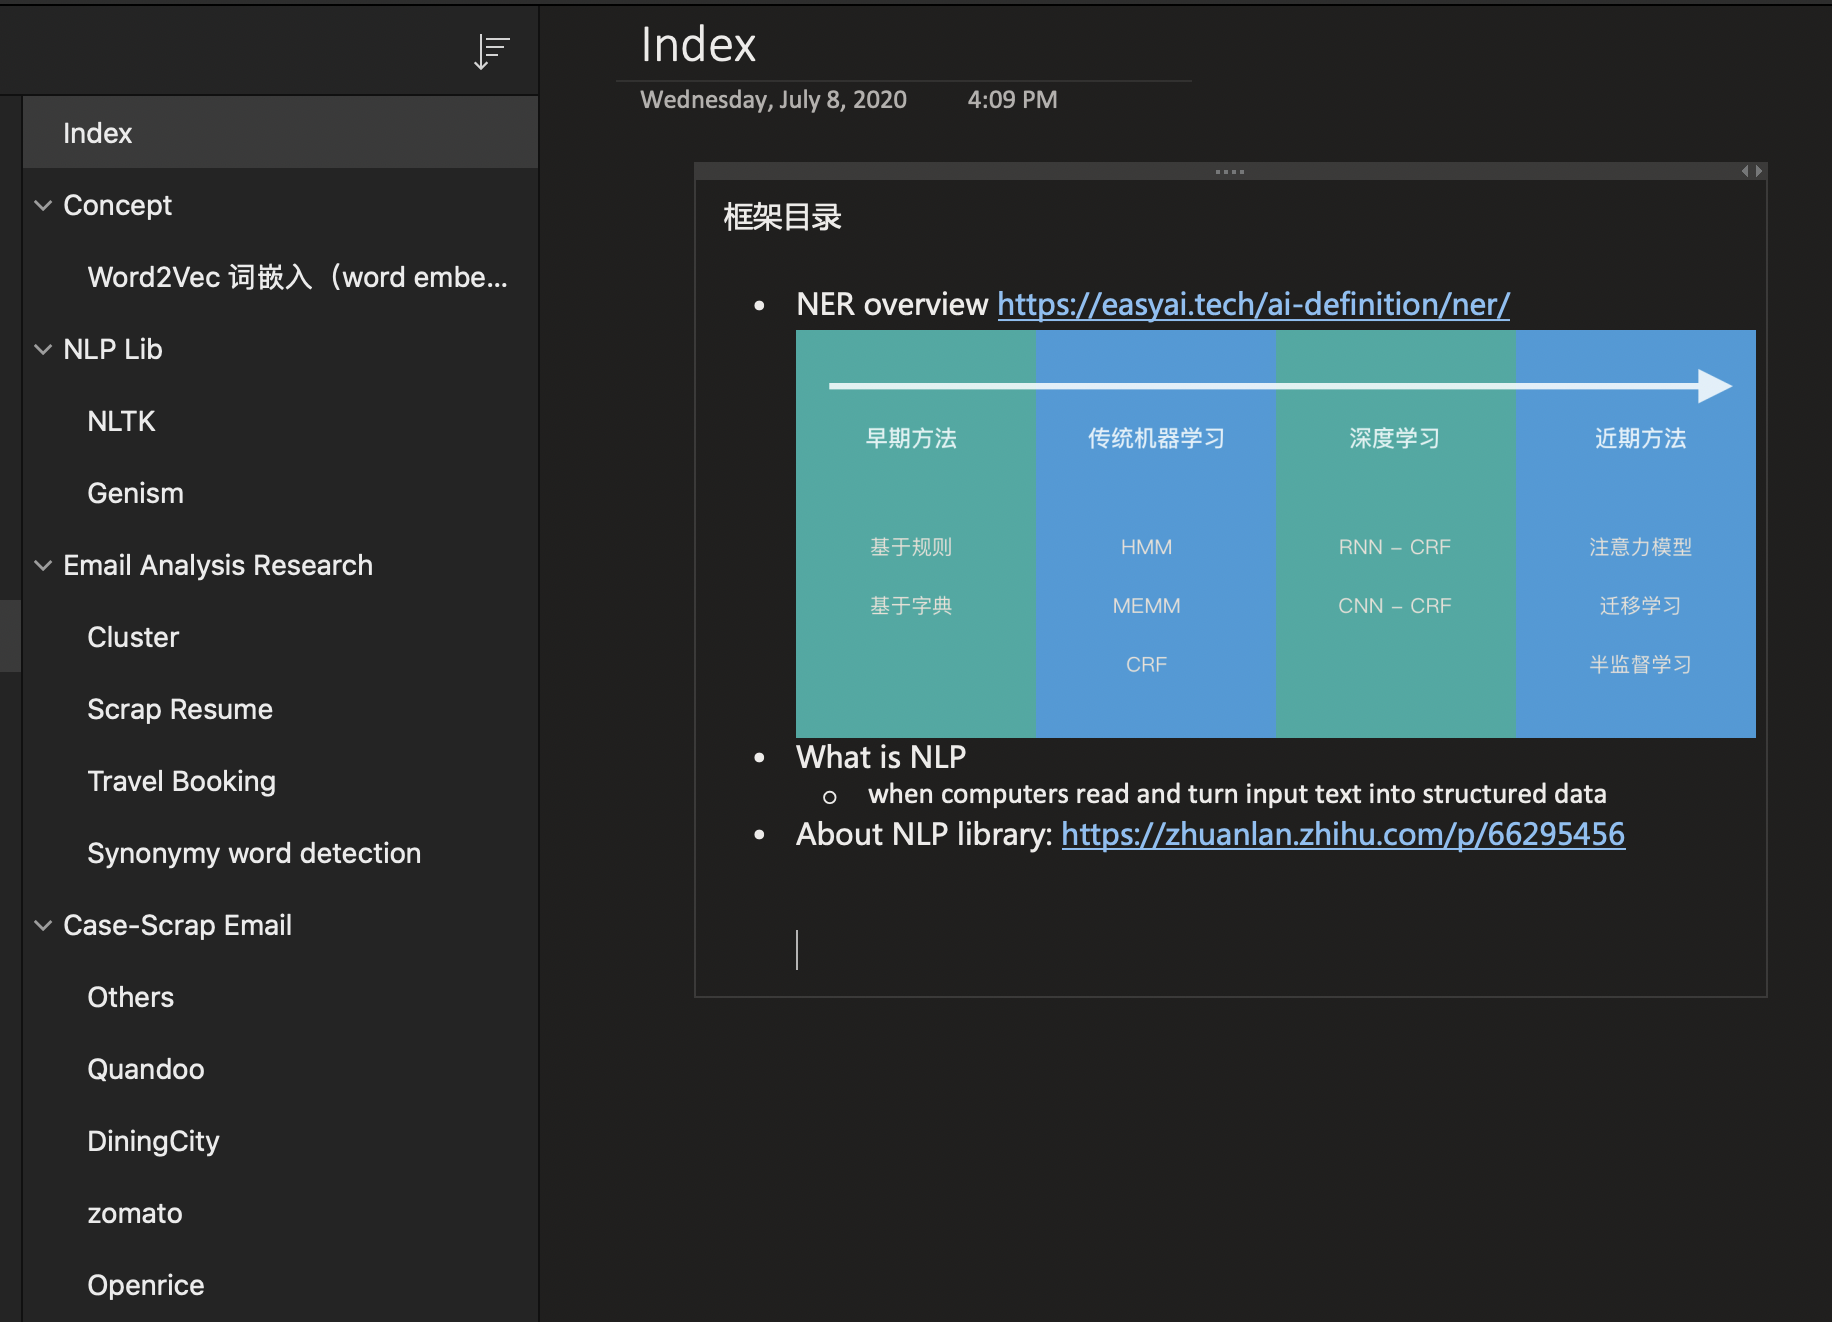 Index
Concept
Word2Vec 词嵌入（word embe...
NLP Lib
NLTK
Genism
Email Analysis Research
Cluster
Scrap Resume
Travel Booking
Synonymy word detection
Case-Scrap Email
Others
Quandoo
DiningCity
zomato
Openrice
Index
Wednesday, July 8, 2020 4:09 PM
框架目录
• NER overview https://easyai.tech/ai-definition/ner/
早期方法 传统机器学习 深度学习 近期方法
基于规则 HMM RNN – CRF 注意力模型
基于字典 MEMM CNN – CRF 迁移学习
CRF 半监督学习
• What is NLP
○ when computers read and turn input text into structured data
• About NLP library: https://zhuanlan.zhihu.com/p/66295456